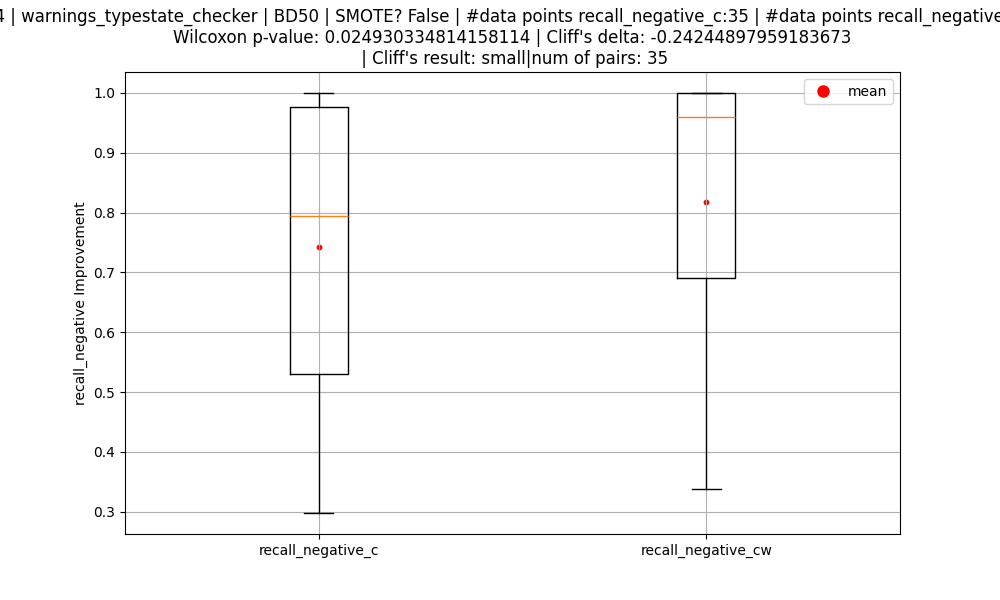 4 | warnings_typestate_checker | BD50 | SMOTE? False | #data points recall_negative_c:35 | #data points recall_negative
Wilcoxon p-value: 0.024930334814158114 | Cliff's delta: -0.24244897959183673
| Cliff's result: small|num of pairs: 35
mean
1.0
0.9
0.8
0.7
0.6
0.5
0.4
0.3
recall_negative Improvement
recall_negative_c
recall_negative_cw